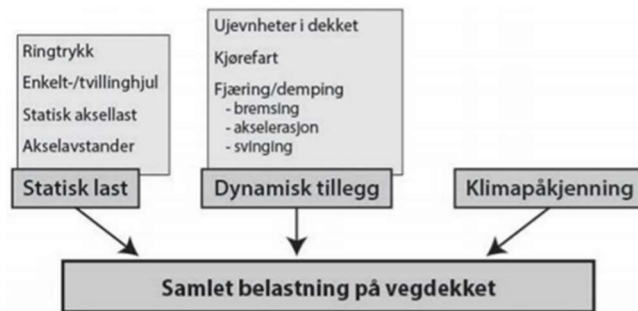 Ringtrykk
Enkelt-/tvillinghjul
Statisk aksellast
Akselavstander
Statisk last
Ujevnheter i dekket
Kjørefart
Fjæring/demping
- bremsing
- akselerasjon
- svinging
Dynamisk tillegg
Klimapåkjenning
Samlet belastning på vegdekket